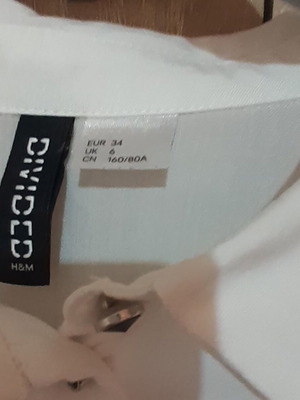 DIVIDED
H&M
EUR 34
UK 6
CN 160/80A